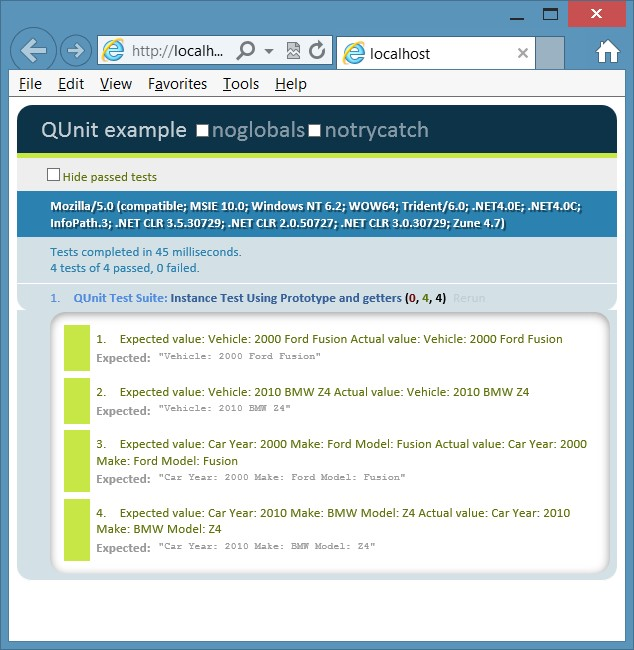 http://localh...
localhost
File Edit View Favorites Tools Help
QUnit example noglobals notrycatch
Hide passed tests
Mozilla/5.0 (compatible; MSIE 10.0; Windows NT 6.2; WOW64; Trident/6.0; .NET4.0E; .NET4.0C;
InfoPath.3; .NET CLR 3.5.30729; .NET CLR 2.0.50727; .NET CLR 3.0.30729; Zune 4.7)
Tests completed in 45 milliseconds.
4 tests of 4 passed, 0 failed.
1. QUnit Test Suite: Instance Test Using Prototype and getters (0, 4, 4) Rerun
1. Expected value: Vehicle: 2000 Ford Fusion Actual value: Vehicle: 2000 Ford Fusion
Expected: "Vehicle: 2000 Ford Fusion"
2. Expected value: Vehicle: 2010 BMW Z4 Actual value: Vehicle: 2010 BMW Z4
Expected: "Vehicle: 2010 BMW Z4"
3. Expected value: Car Year: 2000 Make: Ford Model: Fusion Actual value: Car Year: 2000
Make: Ford Model: Fusion
Expected: "Car Year: 2000 Make: Ford Model: Fusion"
4. Expected value: Car Year: 2010 Make: BMW Model: Z4 Actual value: Car Year: 2010
Make: BMW Model: Z4
Expected: "Car Year: 2010 Make: BMW Model: Z4"